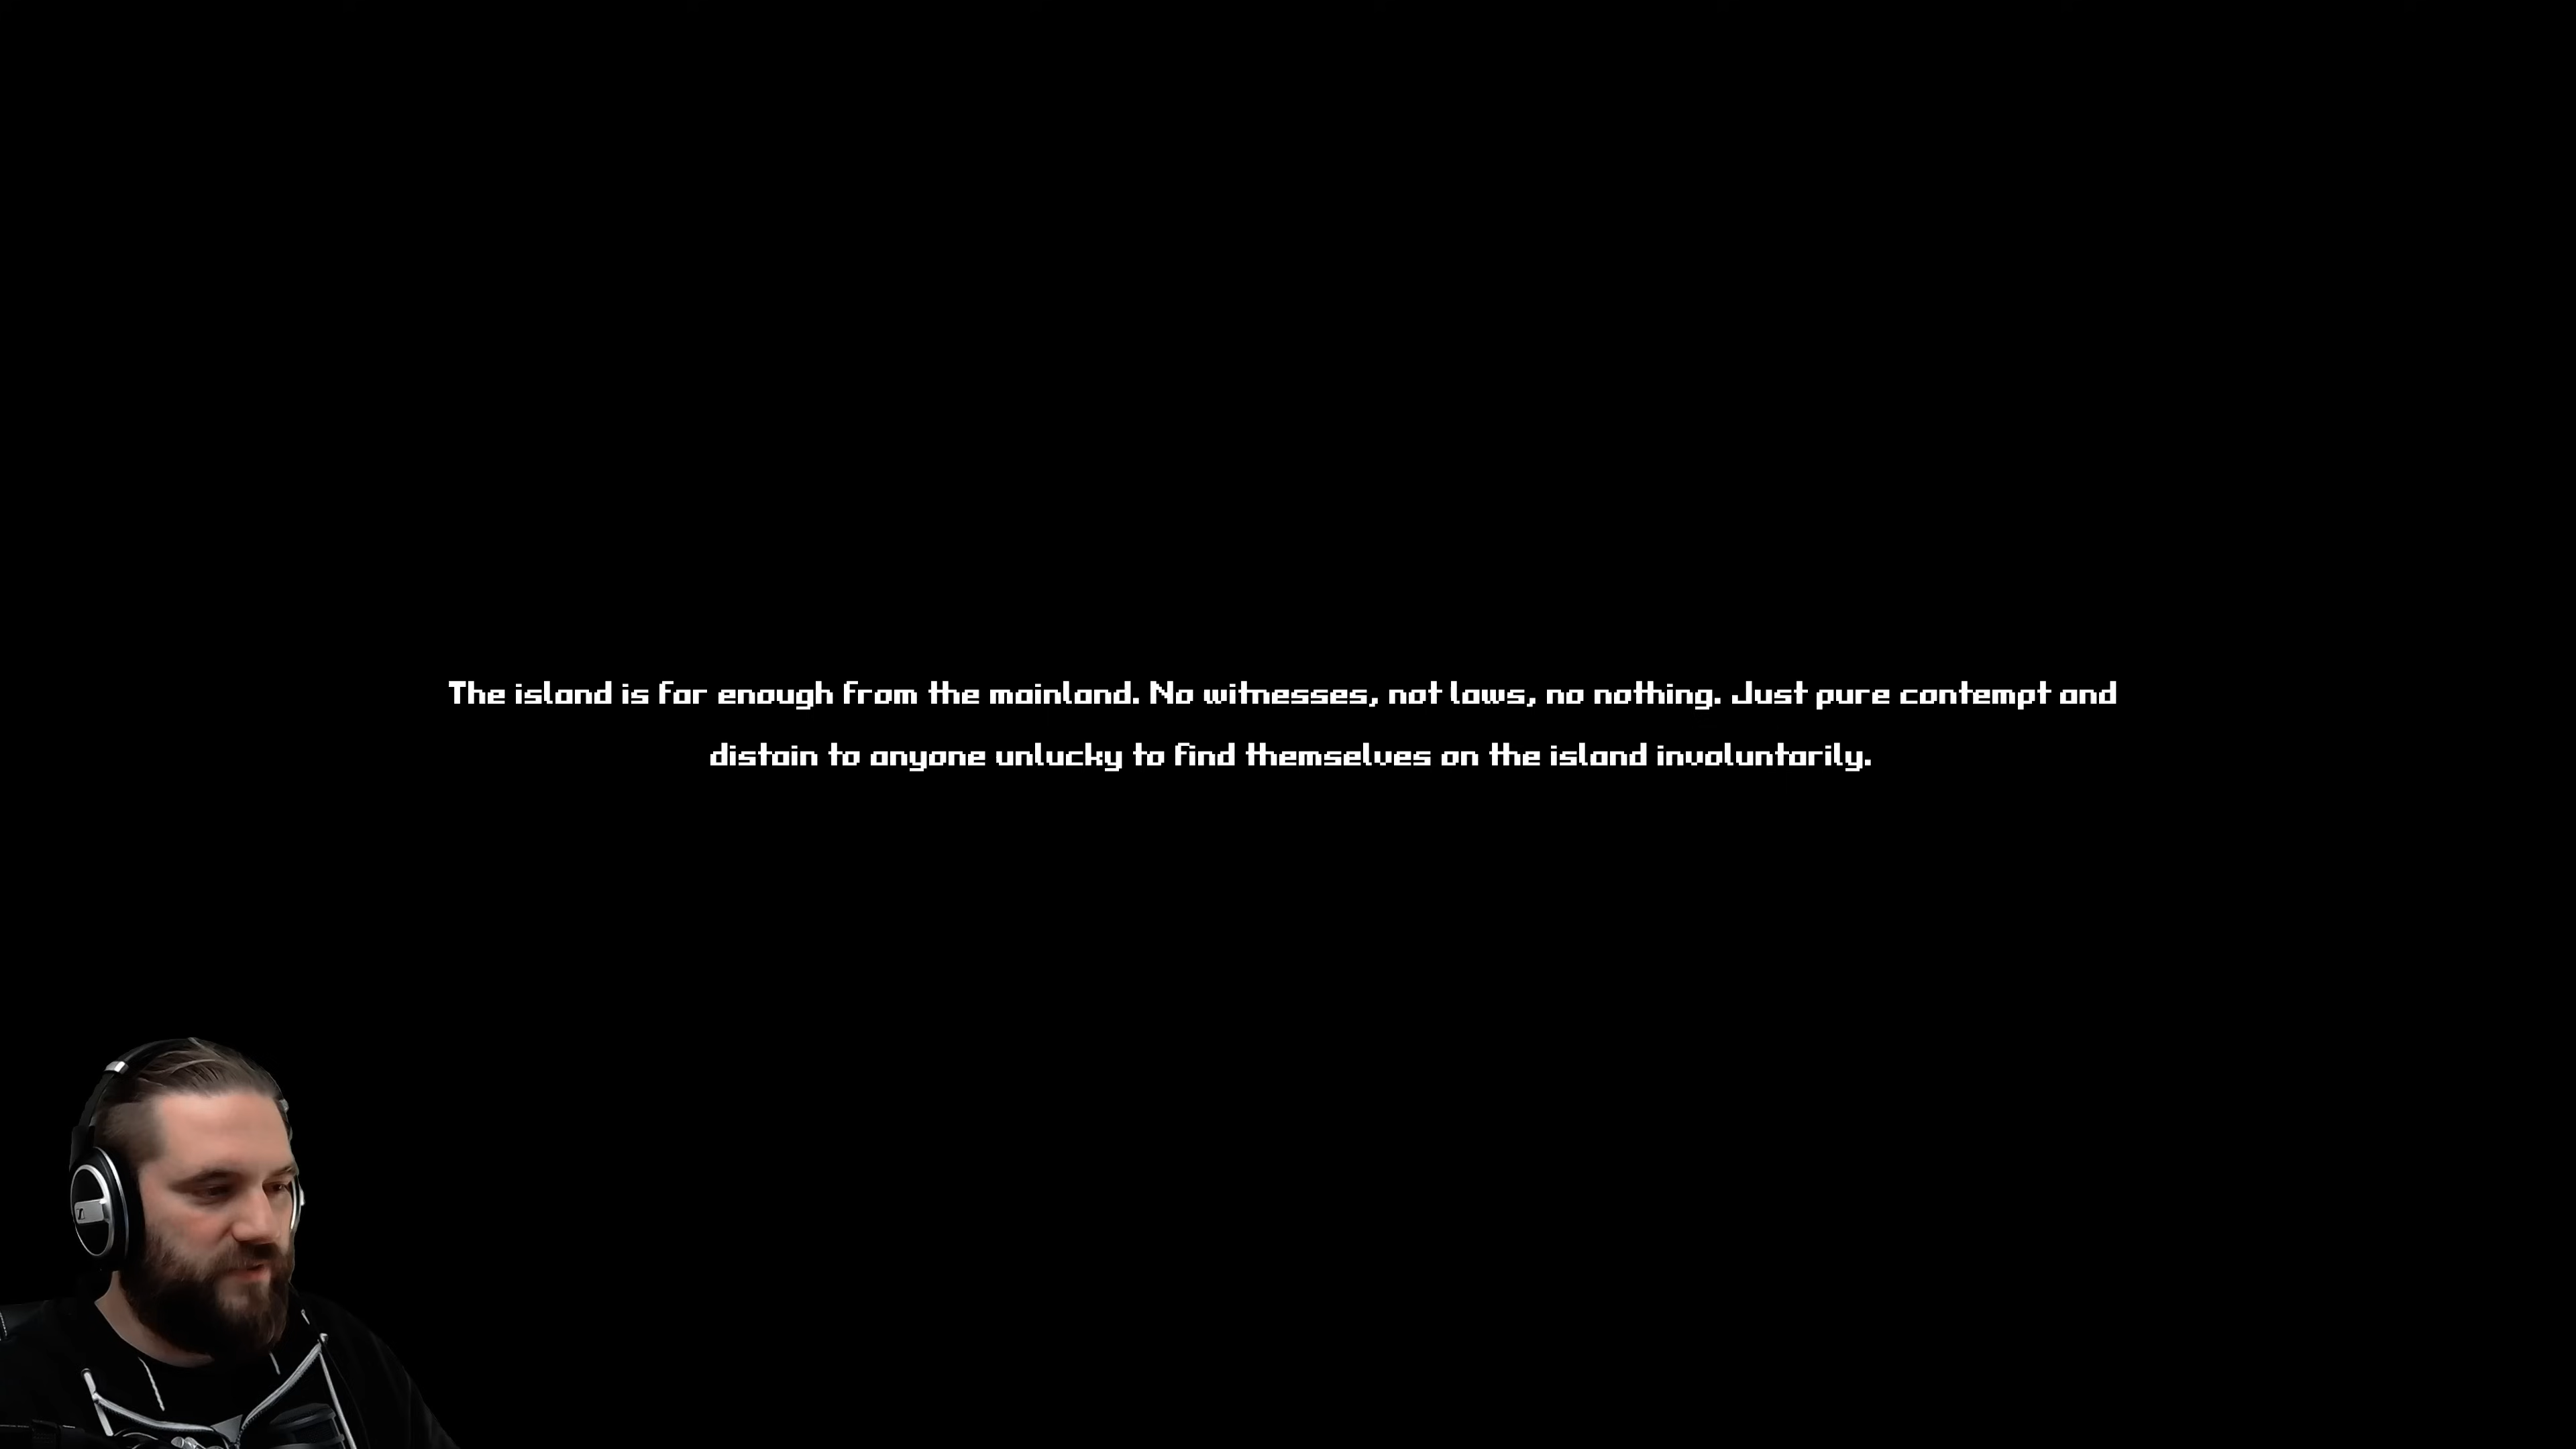 The island is far enough from the mainland. No witnesses, not laws, no nothing. Just pure contempt and
distain to anyone unlucky to find themselves on the island involuntarily.